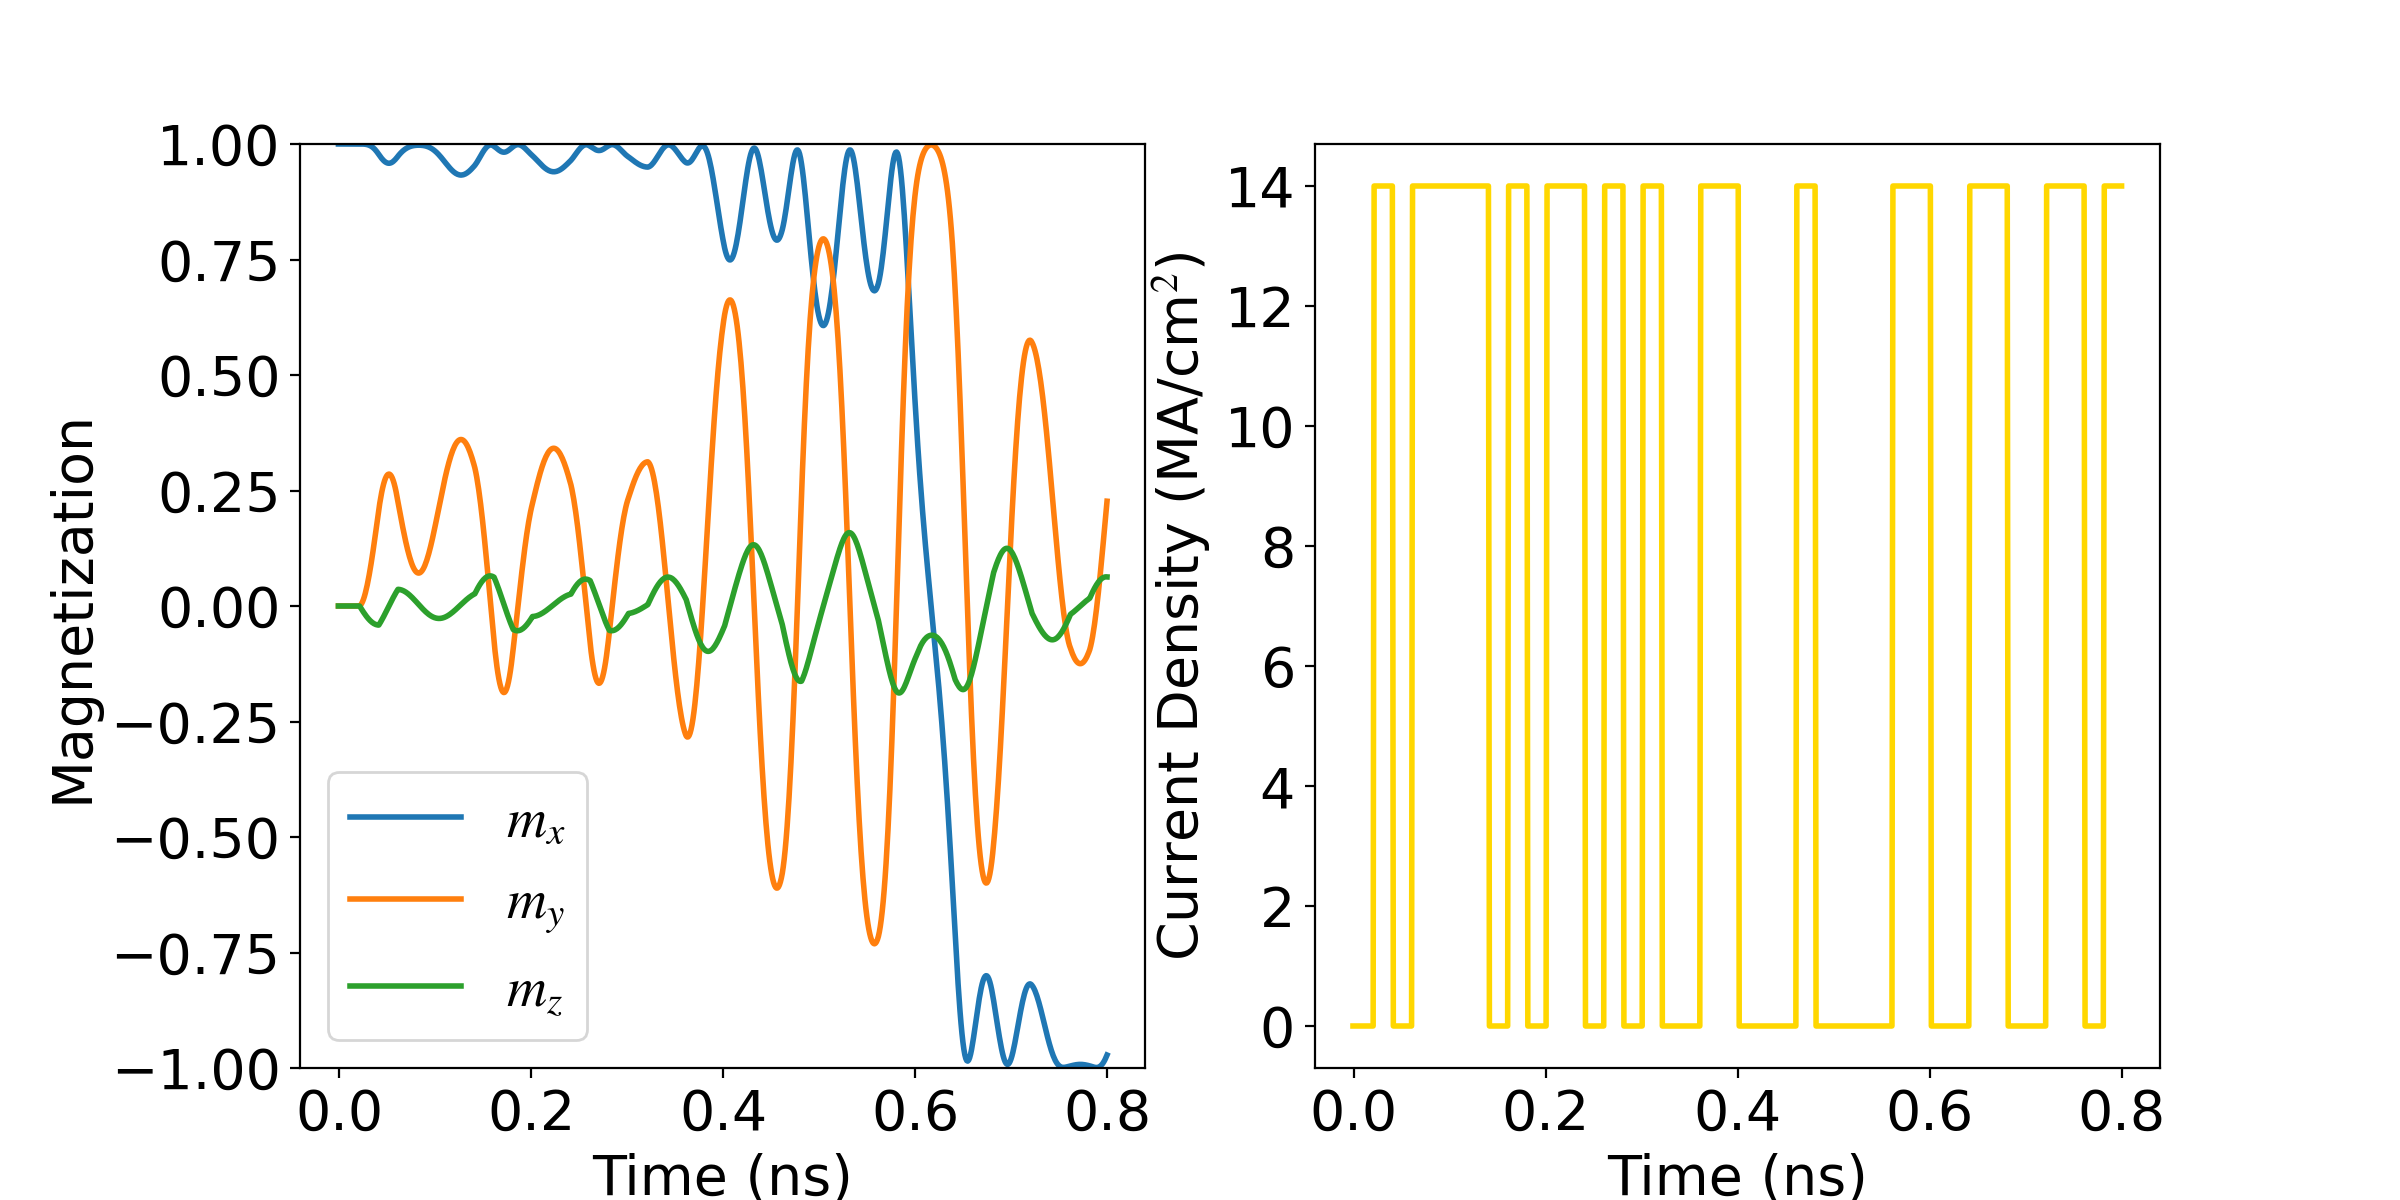 1.00
0.75
0.50
0.25
0.00
−0.25
−0.50
−0.75
−1.00
Magnetization
m_x
m_y
m_z
0.0 0.2 0.4 0.6 0.8
Time (ns)
14
12
10
8
6
4
2
0
Current Density (MA/cm²)
0.0 0.2 0.4 0.6 0.8
Time (ns)